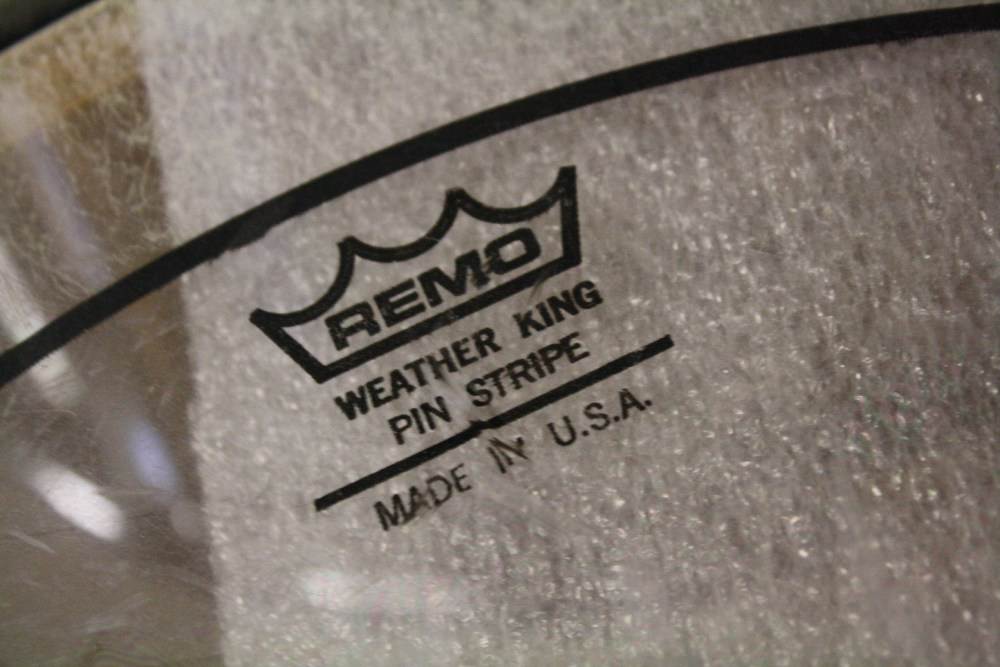 REMO
WEATHER KING
PIN STRIPE
MADE IN U.S.A.